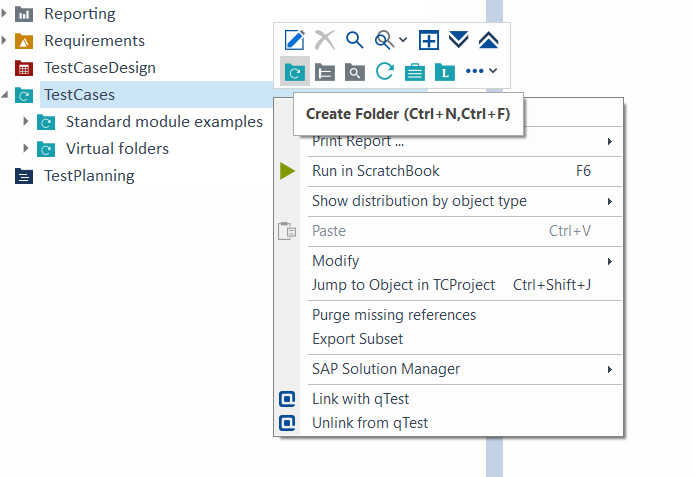 Reporting
Requirements
TestCaseDesign
TestCases
Standard module examples
Virtual folders
TestPlanning
L
Create Folder (Ctrl+N,Ctrl+F)
Print Report ...
Run in ScratchBook F6
Show distribution by object type
Paste Ctrl+V
Modify
Jump to Object in TCProject Ctrl+Shift+J
Purge missing references
Export Subset
SAP Solution Manager
Link with qTest
Unlink from qTest